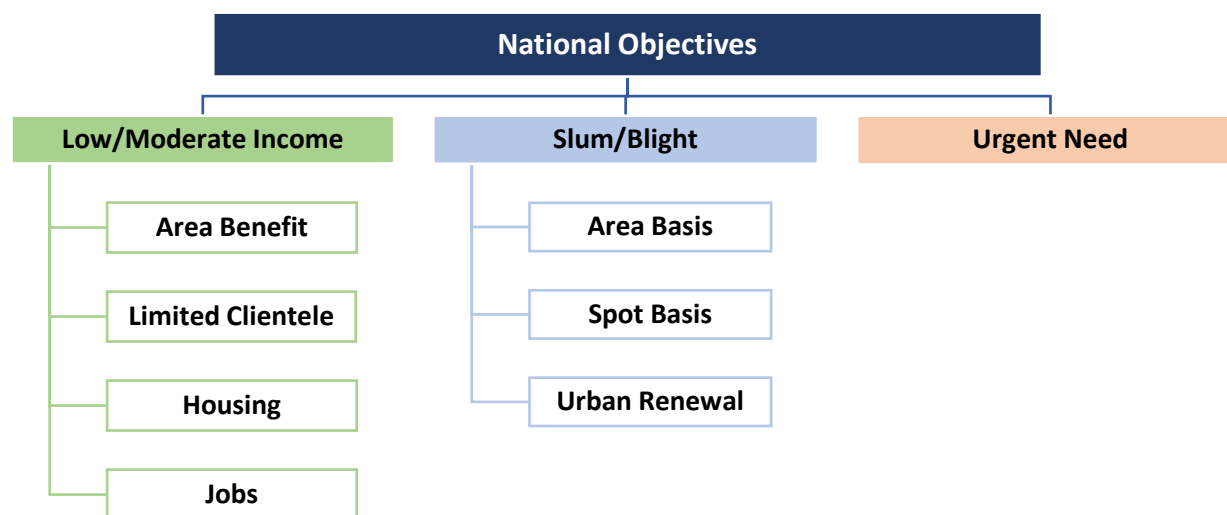 National Objectives
Low/Moderate Income
Slum/Blight
Urgent Need
Area Benefit
Limited Clientele
Housing
Jobs
Area Basis
Spot Basis
Urban Renewal